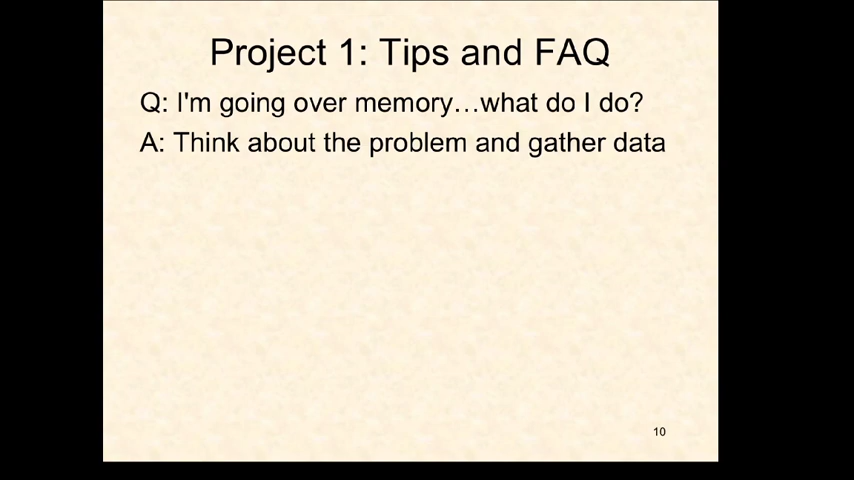 Project 1: Tips and FAQ
Q: I'm going over memory…what do I do?
A: Think about the problem and gather data
10